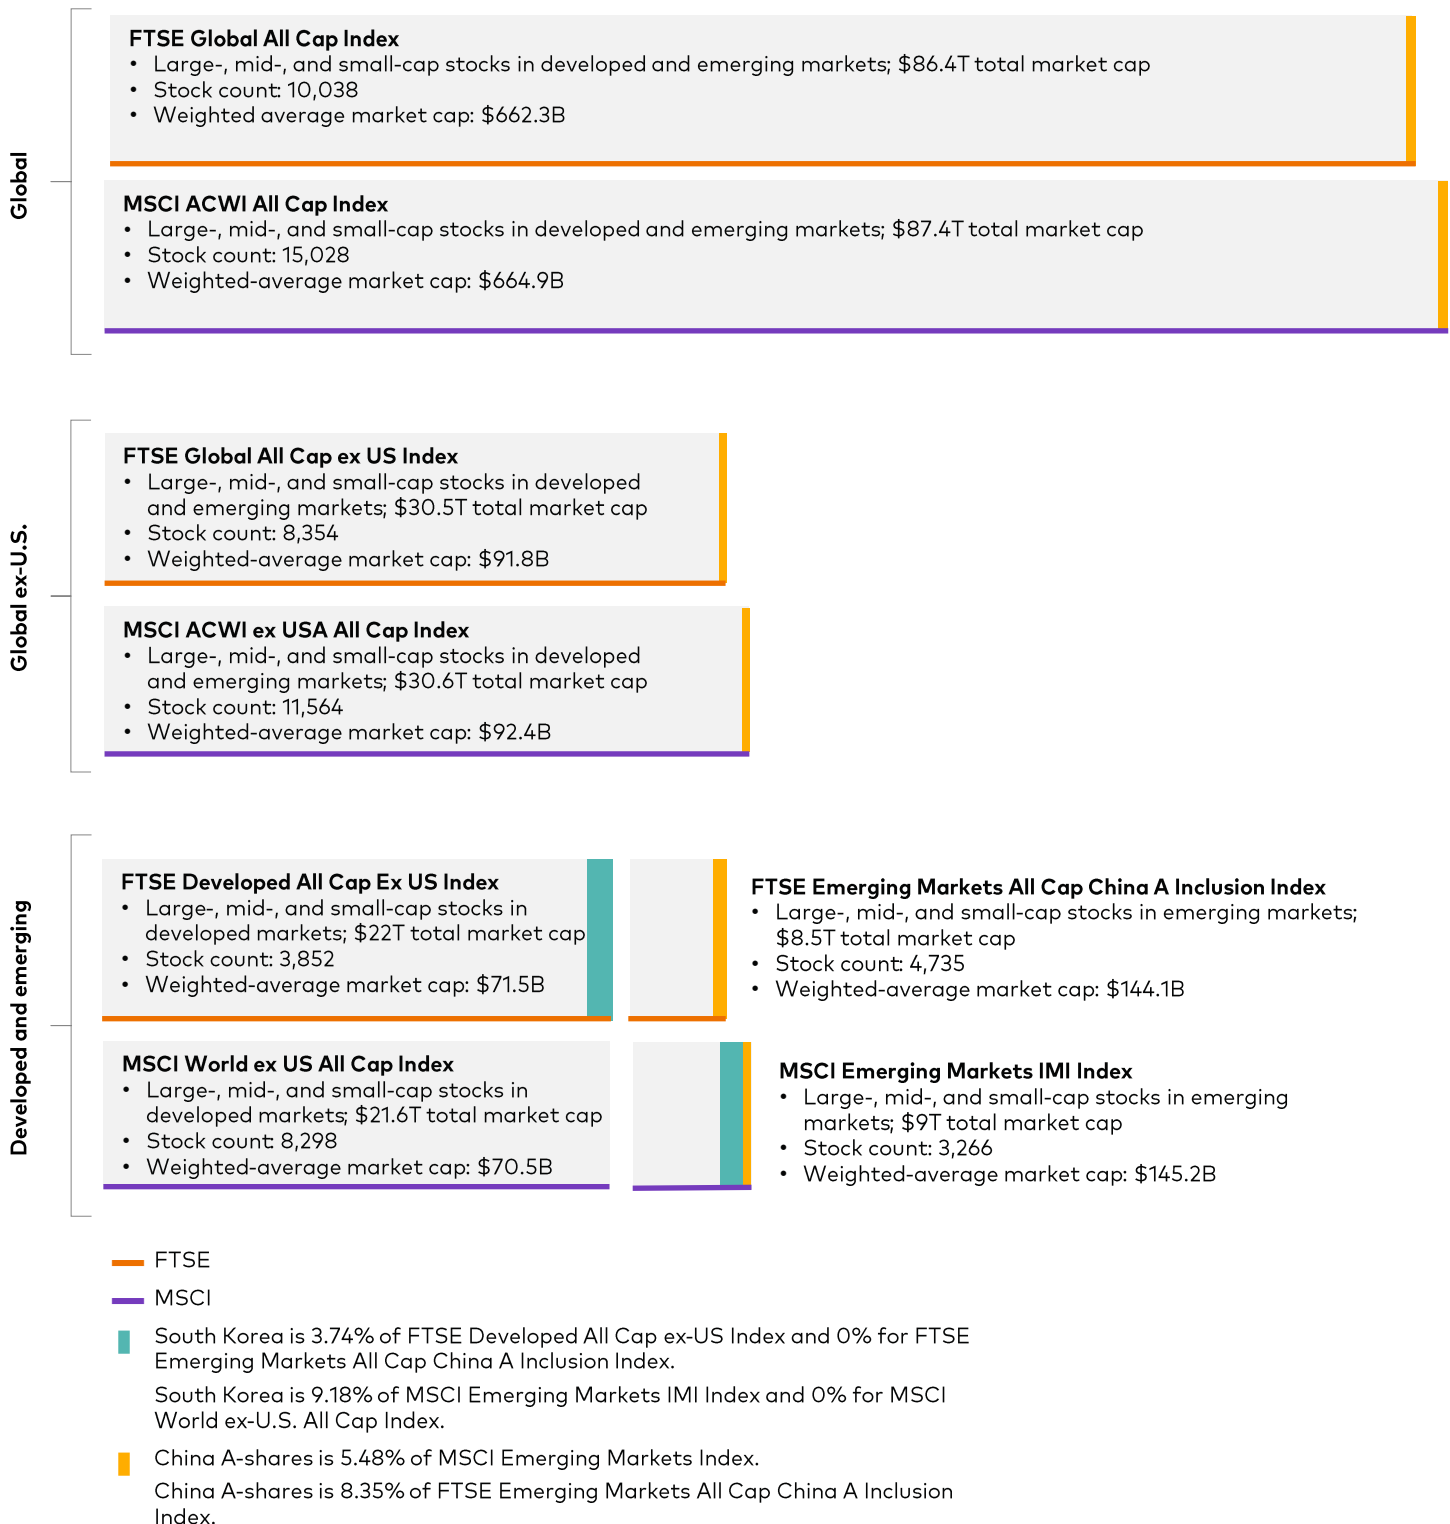 Global
FTSE Global All Cap Index
• Large-, mid-, and small-cap stocks in developed and emerging markets; $86.4T total market cap
• Stock count: 10,038
• Weighted average market cap: $662.3B
MSCI ACWI All Cap Index
• Large-, mid-, and small-cap stocks in developed and emerging markets; $87.4T total market cap
• Stock count: 15,028
• Weighted-average market cap: $664.9B
Global ex-U.S.
FTSE Global All Cap ex US Index
• Large-, mid-, and small-cap stocks in developed
and emerging markets; $30.5T total market cap
• Stock count: 8,354
• Weighted-average market cap: $91.8B
MSCI ACWI ex USA All Cap Index
• Large-, mid-, and small-cap stocks in developed
and emerging markets; $30.6T total market cap
• Stock count: 11,564
• Weighted-average market cap: $92.4B
Developed and emerging
FTSE Developed All Cap Ex US Index
• Large-, mid-, and small-cap stocks in
developed markets; $22T total market cap
• Stock count: 3,852
• Weighted-average market cap: $71.5B
FTSE Emerging Markets All Cap China A Inclusion Index
• Large-, mid-, and small-cap stocks in emerging markets;
$8.5T total market cap
• Stock count: 4,735
• Weighted-average market cap: $144.1B
MSCI World ex US All Cap Index
• Large-, mid-, and small-cap stocks in
developed markets; $21.6T total market cap
• Stock count: 8,298
• Weighted-average market cap: $70.5B
MSCI Emerging Markets IMI Index
• Large-, mid-, and small-cap stocks in emerging
markets; $9T total market cap
• Stock count: 3,266
• Weighted-average market cap: $145.2B
FTSE
MSCI
South Korea is 3.74% of FTSE Developed All Cap ex-US Index and 0% for FTSE
Emerging Markets All Cap China A Inclusion Index.
South Korea is 9.18% of MSCI Emerging Markets IMI Index and 0% for MSCI
World ex-U.S. All Cap Index.
China A-shares is 5.48% of MSCI Emerging Markets Index.
China A-shares is 8.35% of FTSE Emerging Markets All Cap China A Inclusion
Index.